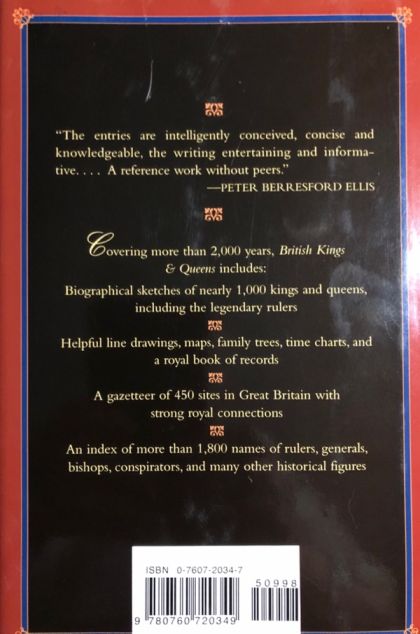 “The entries are intelligently conceived, concise and
knowledgeable, the writing entertaining and informa-
tive. . . . A reference work without peers.”
—PETER BERRESFORD ELLIS
Covering more than 2,000 years, British Kings
& Queens includes:
Biographical sketches of nearly 1,000 kings and queens,
including the legendary rulers
Helpful line drawings, maps, family trees, time charts, and
a royal book of records
A gazetteer of 450 sites in Great Britain with
strong royal connections
An index of more than 1,800 names of rulers, generals,
bishops, conspirators, and many other historical figures
ISBN 0-7607-2034-7
50998
9 780760 720349